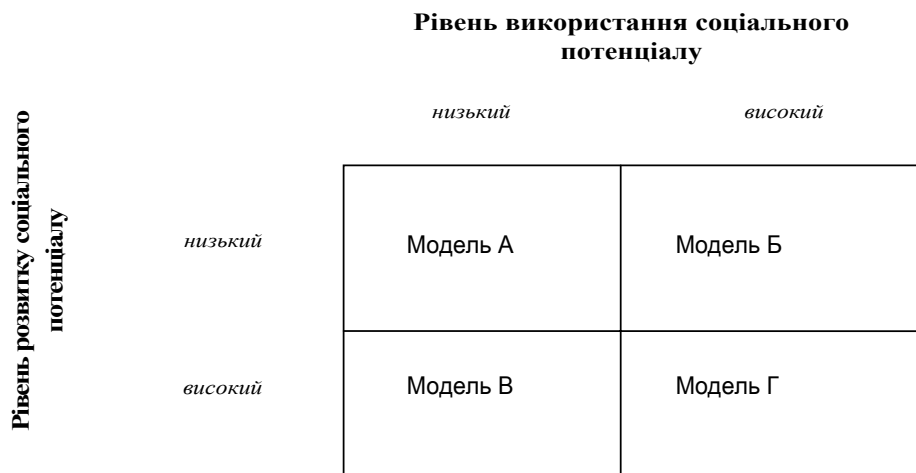 Рівень використання соціального
потенціалу
низький
високий
Рівень розвитку соціального
потенціалу
низький
Модель А
Модель Б
високий
Модель В
Модель Г